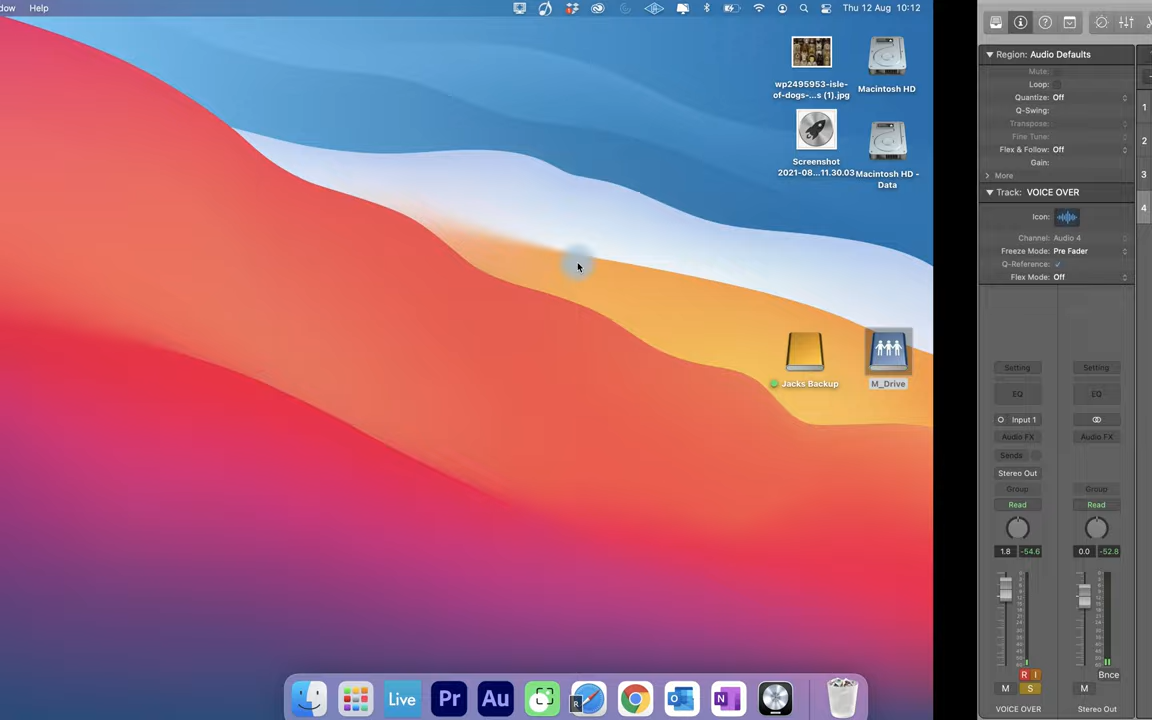 dow Help
Thu 12 Aug 10:12
wp2495953-isle-
of-dogs-...s (1).jpg
Macintosh HD
Screenshot
2021-08...11.30.03
Macintosh HD -
Data
Jacks Backup
M_Drive
Live
Pr
Au
R
N
Region: Audio Defaults
Mute:
Loop:
Quantize: Off
Q-Swing:
Transpose:
Fine Tune:
Flex & Follow: Off
Gain:
More
Track: VOICE OVER
Icon:
Channel: Audio 4
Freeze Mode: Pre Fader
Q-Reference: ✓
Flex Mode: Off
1
2
3
4
Setting Setting
EQ EQ
Input 1
Audio FX Audio FX
Sends
Stereo Out
Group Group
Read Read
1.8 -54.6 0.0 -52.8
R I
Bnce
M S M
VOICE OVER Stereo Out